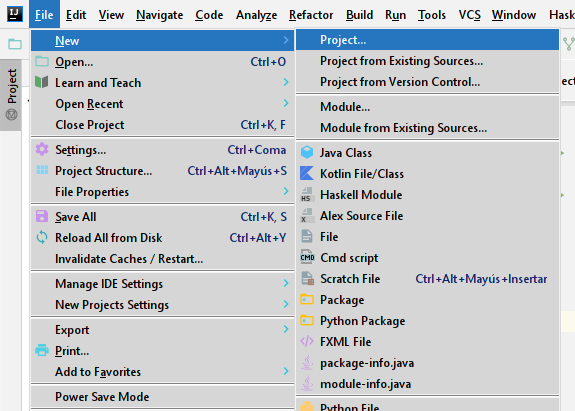 IJ File Edit View Navigate Code Analyze Refactor Build Run Tools VCS Window Hask
Project
New
Open... Ctrl+O
Learn and Teach
Open Recent
Close Project Ctrl+K, F
Settings... Ctrl+Coma
Project Structure... Ctrl+Alt+Mayús+S
File Properties
Save All Ctrl+K, S
Reload All from Disk Ctrl+Alt+Y
Invalidate Caches / Restart...
Manage IDE Settings
New Projects Settings
Export
Print...
Add to Favorites
Power Save Mode
Project...
Project from Existing Sources...
Project from Version Control...
Module...
Module from Existing Sources...
Java Class
Kotlin File/Class
HS Haskell Module
X Alex Source File
File
CMD Cmd script
Scratch File Ctrl+Alt+Mayús+Insertar
Package
Python Package
FXML File
package-info.java
module-info.java
Python File
ect